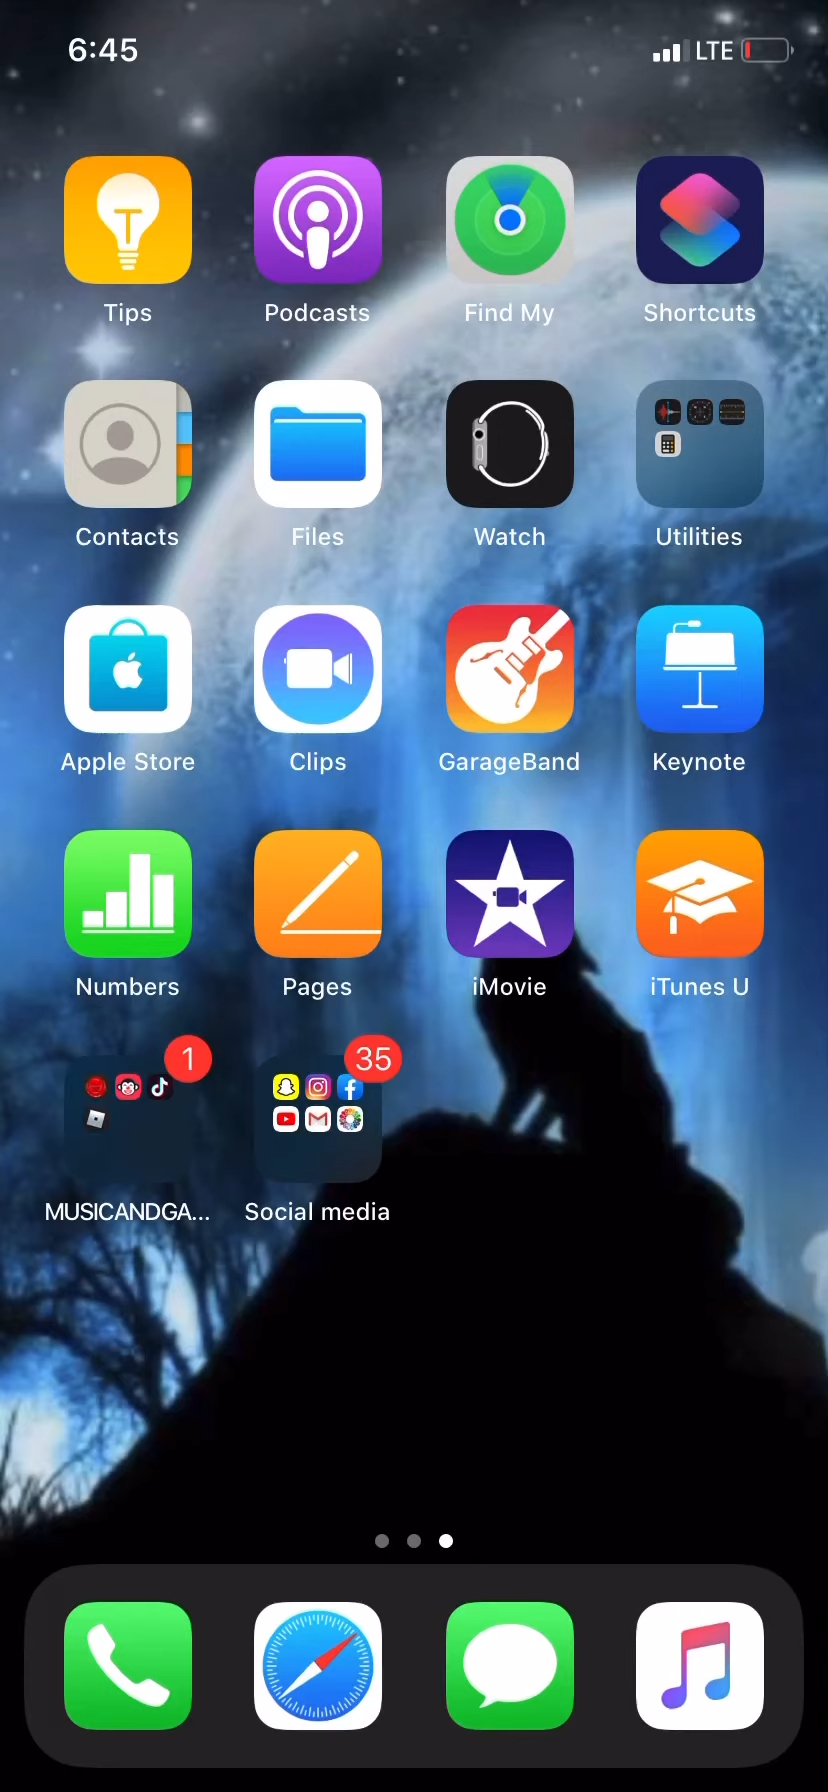 6:45 LTE
Tips Podcasts Find My Shortcuts
Contacts Files Watch Utilities
Apple Store Clips GarageBand Keynote
Numbers Pages iMovie iTunes U
1 35
MUSICANDGA... Social media